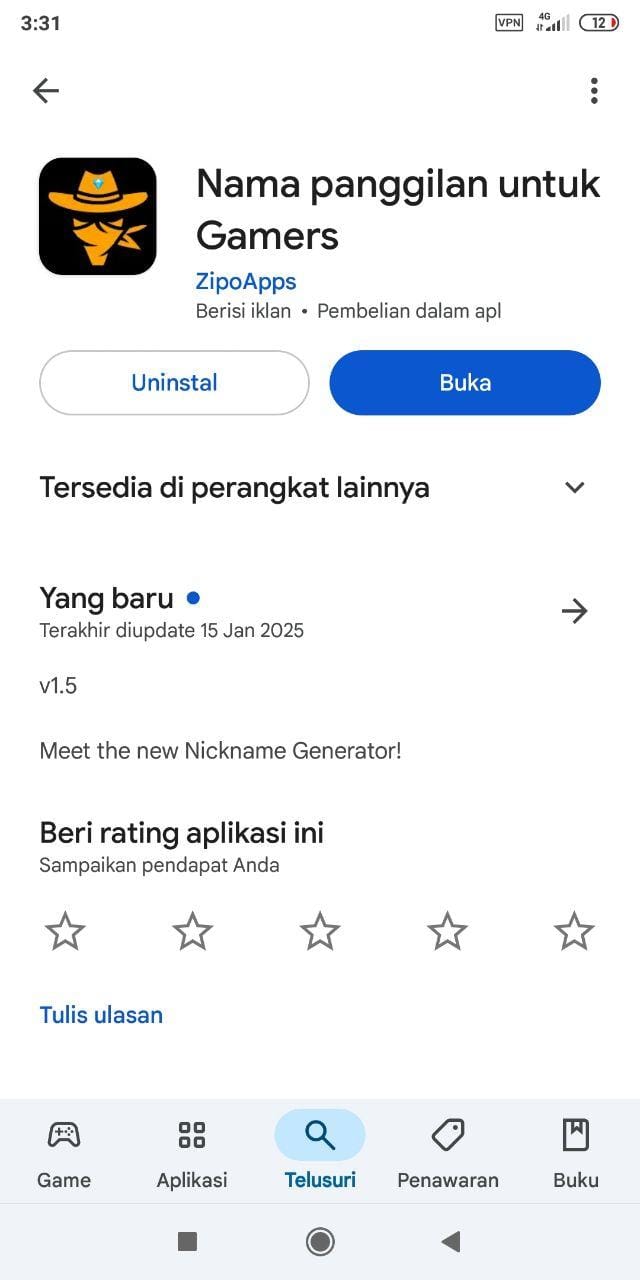 3:31
VPN 4G 12
Nama panggilan untuk
Gamers
ZipoApps
Berisi iklan • Pembelian dalam apl
Uninstal
Buka
Tersedia di perangkat lainnya
Yang baru
Terakhir diupdate 15 Jan 2025
v1.5
Meet the new Nickname Generator!
Beri rating aplikasi ini
Sampaikan pendapat Anda
Tulis ulasan
Game
Aplikasi
Telusuri
Penawaran
Buku